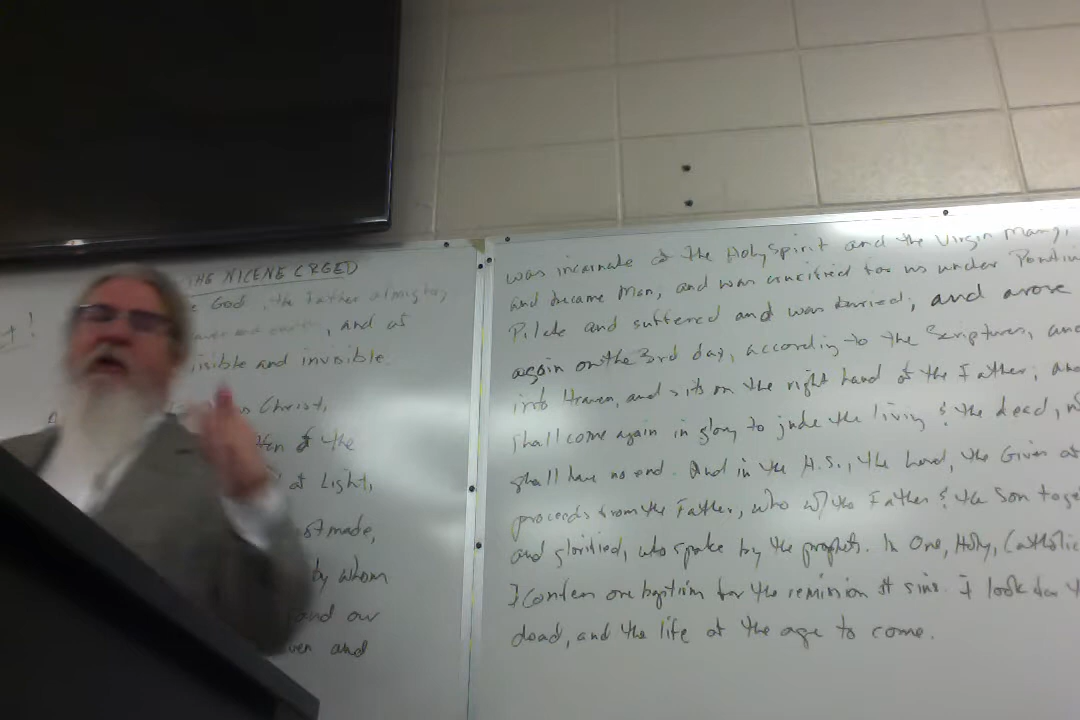 THE NICENE CREED
God, the Father almighty,
and of
visible and invisible.
Christ,
of the
of Light,
made,
by whom
and our
and
was incarnate of the Holy Spirit and the Virgin Mary,
and became Man, and was crucified for us under Pontiu
Pilate and suffered and was buried, and arose
again on the 3rd day, according to the Scriptures, and
into Heaven, and sits on the right hand of the Father, and
shall come again in glory to jude the living & the dead,
shall have no end. And in the H.S., the Lord, the Giver of
proceeds from the Father, who w/ the Father & the Son toge
and glorified, who spake by the prophets. In One, Holy, Catholic
I confess one baptism for the remission of sins. I look for
dead, and the life of the age to come.